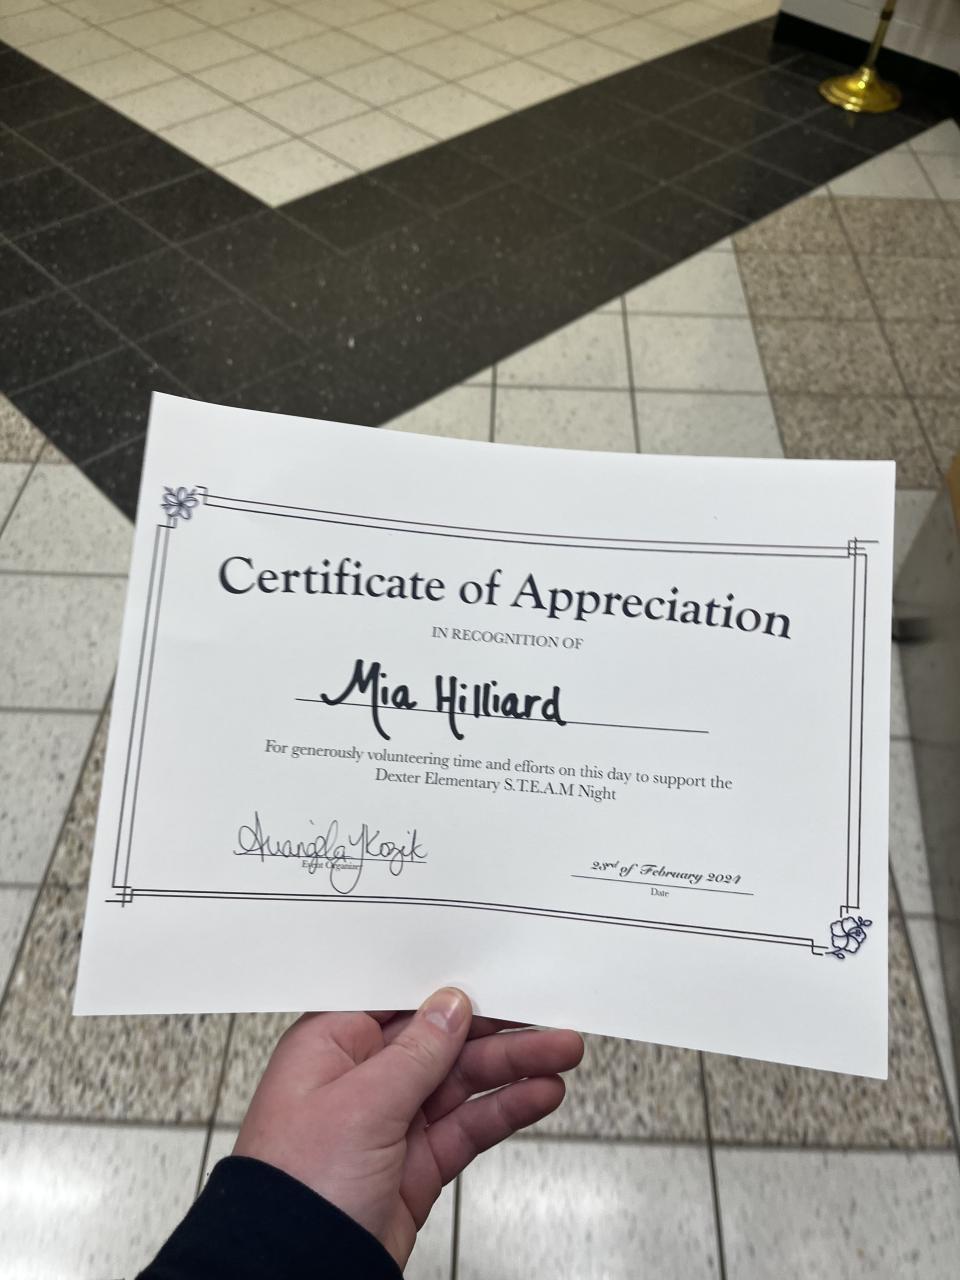 Certificate of Appreciation
IN RECOGNITION OF
Mia Hilliard
For generously volunteering time and efforts on this day to support the
Dexter Elementary S.T.E.A.M Night
Kozik
Event Organizer
23rd of February 2024
Date